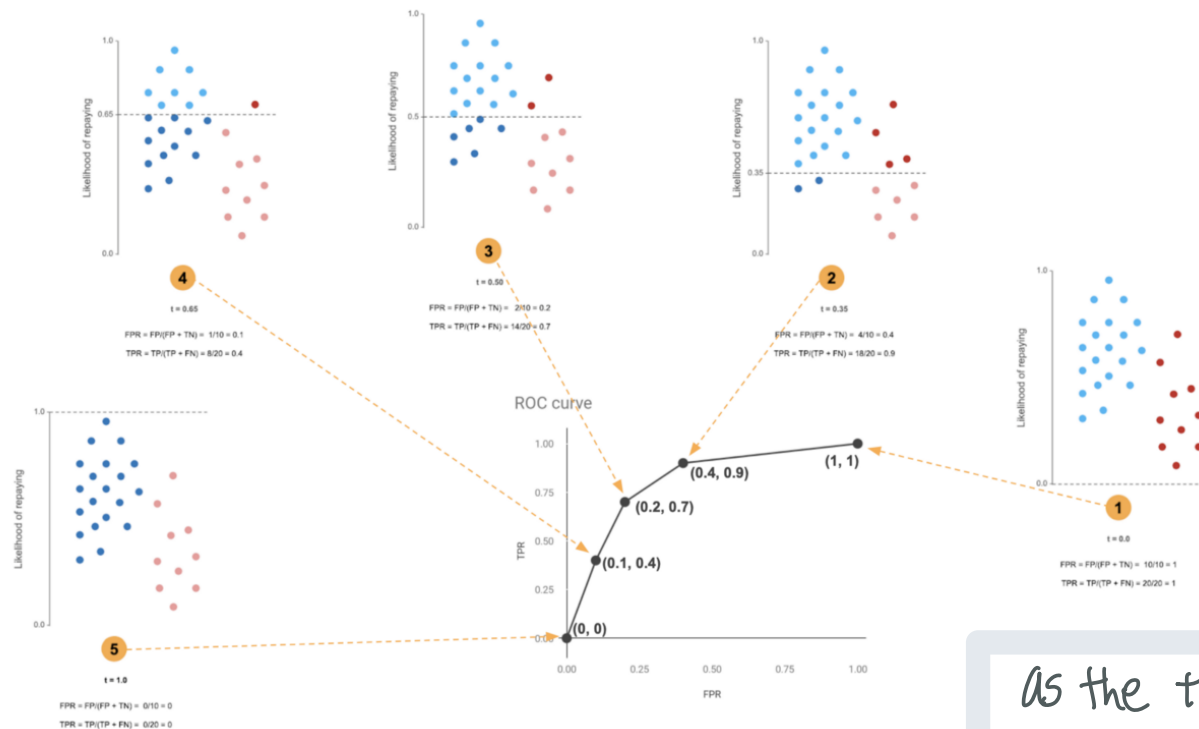 1.0
Likelihood of repaying
0.65
0.0
4
t = 0.65
FPR = FP/(FP + TN) = 1/10 = 0.1
TPR = TP/(TP + FN) = 8/20 = 0.4
1.0
Likelihood of repaying
0.5
0.0
3
t = 0.50
FPR = FP/(FP + TN) = 2/10 = 0.2
TPR = TP/(TP + FN) = 14/20 = 0.7
1.0
Likelihood of repaying
0.35
0.0
2
t = 0.35
FPR = FP/(FP + TN) = 4/10 = 0.4
TPR = TP/(TP + FN) = 18/20 = 0.9
1.0
Likelihood of repaying
0.0
1
t = 0.0
FPR = FP/(FP + TN) = 10/10 = 1
TPR = TP/(TP + FN) = 20/20 = 1
1.0
Likelihood of repaying
0.0
5
t = 1.0
FPR = FP/(FP + TN) = 0/10 = 0
TPR = TP/(TP + FN) = 0/20 = 0
ROC curve
1.00
0.75
0.50
0.25
0.00
TPR
(1, 1)
(0.4, 0.9)
(0.2, 0.7)
(0.1, 0.4)
(0, 0)
0.00 0.25 0.50 0.75 1.00
FPR
as the t